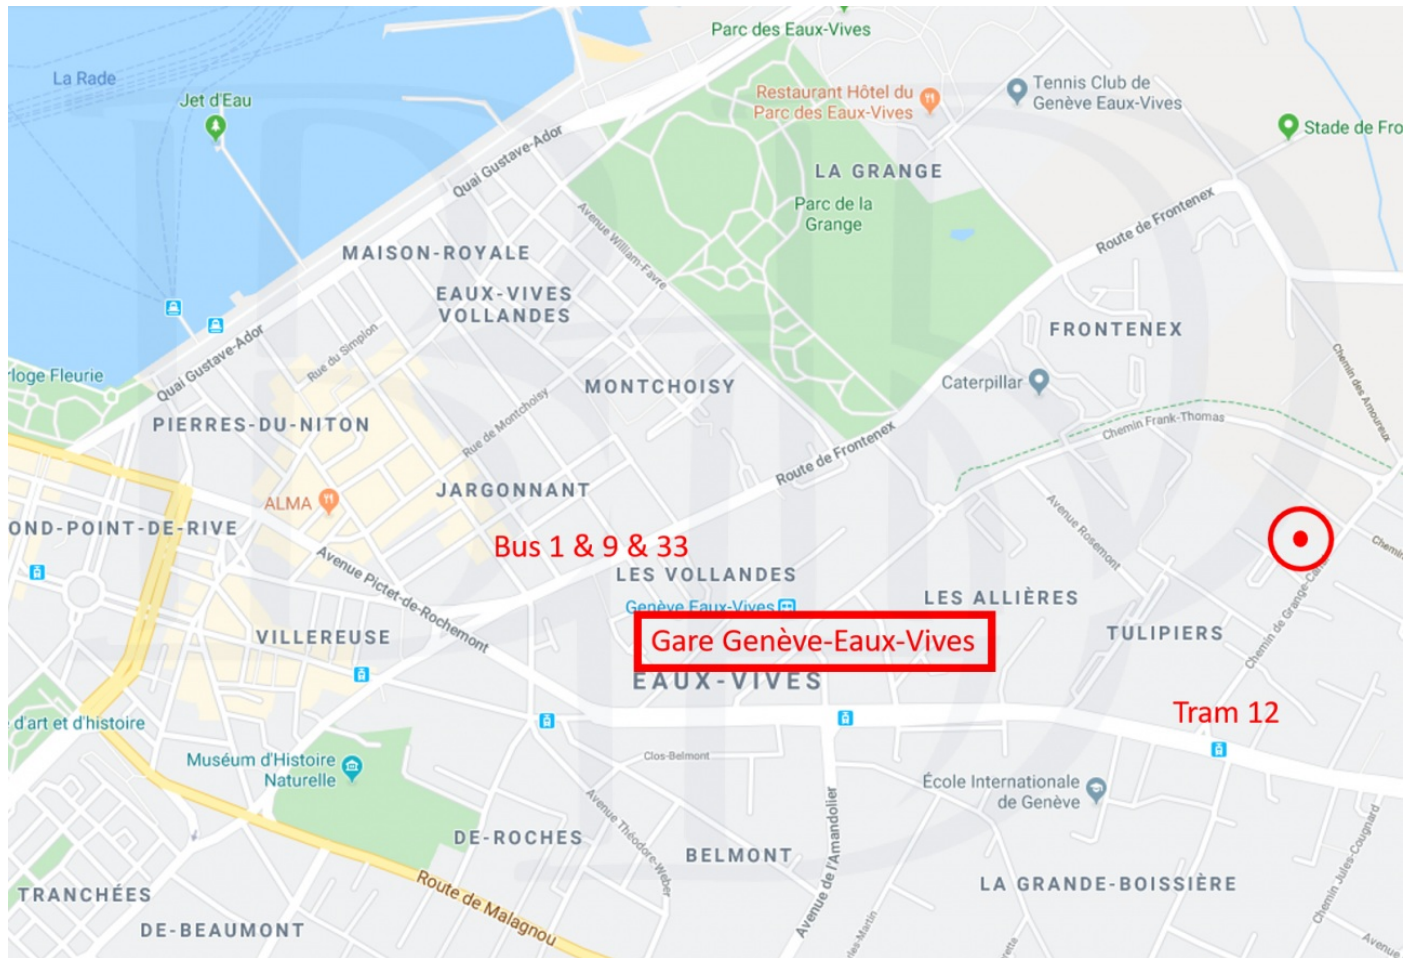 Parc des Eaux-Vives
La Rade
Jet d'Eau
Restaurant Hôtel du
Parc des Eaux-Vives
Tennis Club de
Genève Eaux-Vives
Stade de Fro
Quai Gustave-Ador
LA GRANGE
Parc de la
Grange
Avenue William-Favre
Route de Frontenex
MAISON-ROYALE
EAUX-VIVES
VOLLANDES
FRONTENEX
Quai Gustave-Ador
Rue du Simplon
loge Fleurie
MONTCHOISY
Caterpillar
Chemin des Amoureux
PIERRES-DU-NITON
Rue de Montchoisy
Chemin Frank-Thomas
Route de Frontenex
JARGONNANT
ALMA
OND-POINT-DE-RIVE
Avenue Rosemont
Bus 1 & 9 & 33
Avenue Pictet-de-Rochemont
LES VOLLANDES
Chemin
Genève Eaux-Vives
LES ALLIÈRES
Chemin de Grange-Can
VILLEREUSE
Gare Genève-Eaux-Vives
TULIPIERS
EAUX-VIVES
Tram 12
d'art et d'histoire
Muséum d'Histoire
Naturelle
Clos-Belmont
École Internationale
de Genève
Avenue Théodore-Weber
Avenue de l'Amandolier
Chemin Jules-Cougnard
DE-ROCHES
BELMONT
Route de Malagnou
LA GRANDE-BOISSIÈRE
TRANCHÉES
DE-BEAUMONT
les-Martin
Avenue